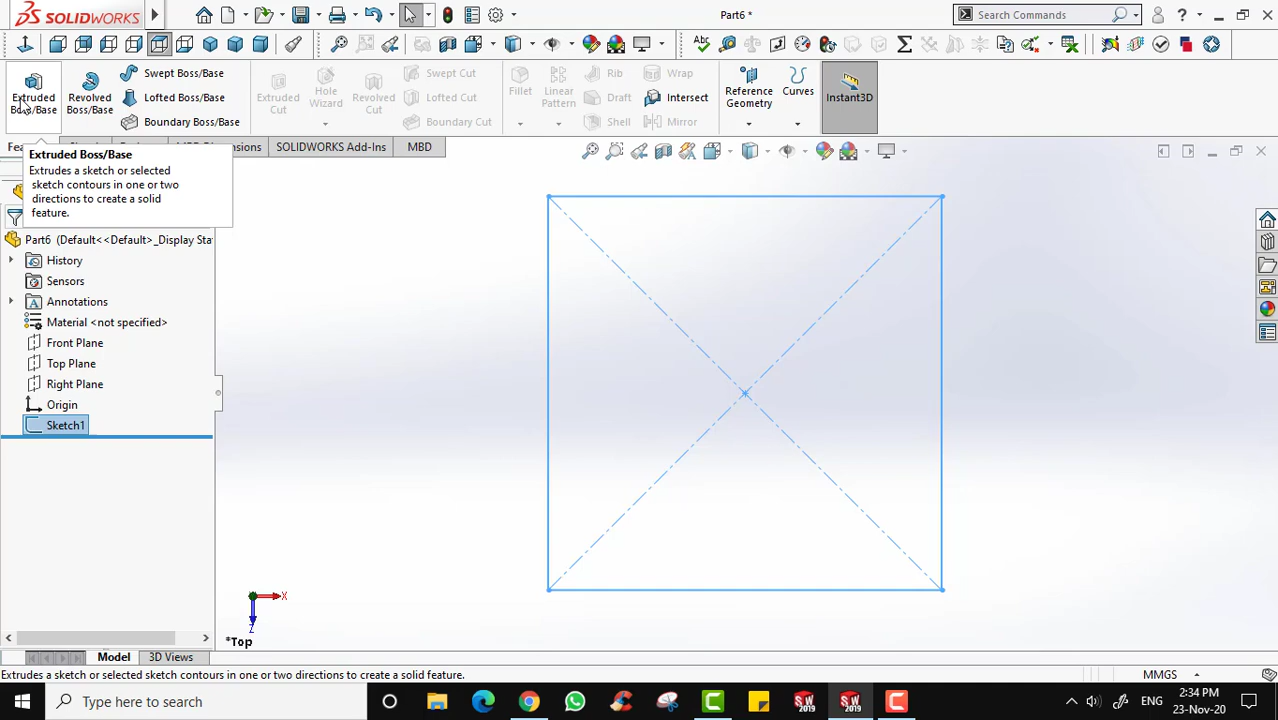 SOLIDWORKS
Part6 *
Search Commands
Extruded Boss/Base
Revolved Boss/Base
Swept Boss/Base
Lofted Boss/Base
Boundary Boss/Base
Extruded Cut
Hole Wizard
Revolved Cut
Swept Cut
Lofted Cut
Boundary Cut
Fillet
Linear Pattern
Rib
Draft
Shell
Wrap
Intersect
Mirror
Reference Geometry
Curves
Instant3D
SOLIDWORKS Add-Ins
MBD
Extruded Boss/Base
Extrudes a sketch or selected
sketch contours in one or two
directions to create a solid
feature.
Part6 (Default<<Default>_Display Sta
History
Sensors
Annotations
Material <not specified>
Front Plane
Top Plane
Right Plane
Origin
Sketch1
X
Z
*Top
Model
3D Views
Extrudes a sketch or selected sketch contours in one or two directions to create a solid feature.
MMGS
Type here to search
SW 2019
SW 2019
ENG
2:34 PM
23-Nov-20